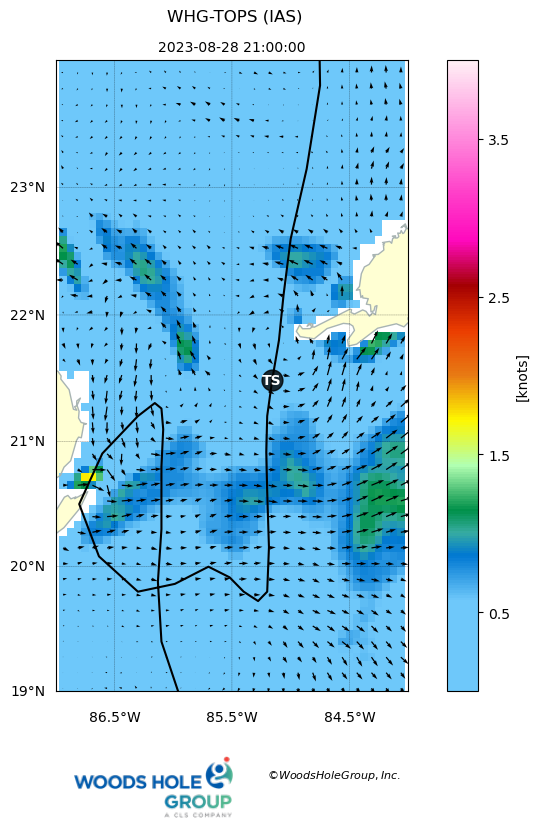 WHG-TOPS (IAS)
2023-08-28 21:00:00
23°N
22°N
21°N
20°N
19°N
TS
86.5°W
85.5°W
84.5°W
3.5
2.5
1.5
0.5
[knots]
WOODS HOLE
GROUP
A CLS COMPANY
©WoodsHoleGroup, Inc.